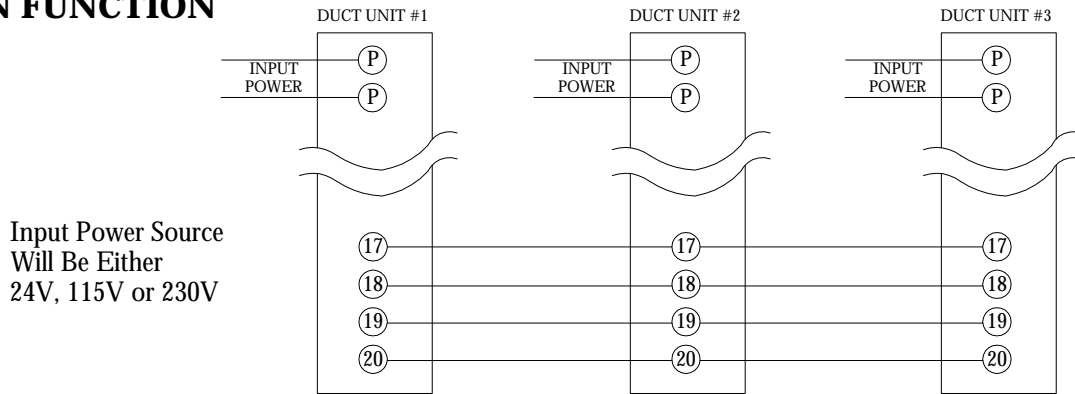 N FUNCTION
DUCT UNIT #1
DUCT UNIT #2
DUCT UNIT #3
INPUT
POWER
P
P
INPUT
POWER
P
P
INPUT
POWER
P
P
Input Power Source
Will Be Either
24V, 115V or 230V
17 17 17
18 18 18
19 19 19
20 20 20